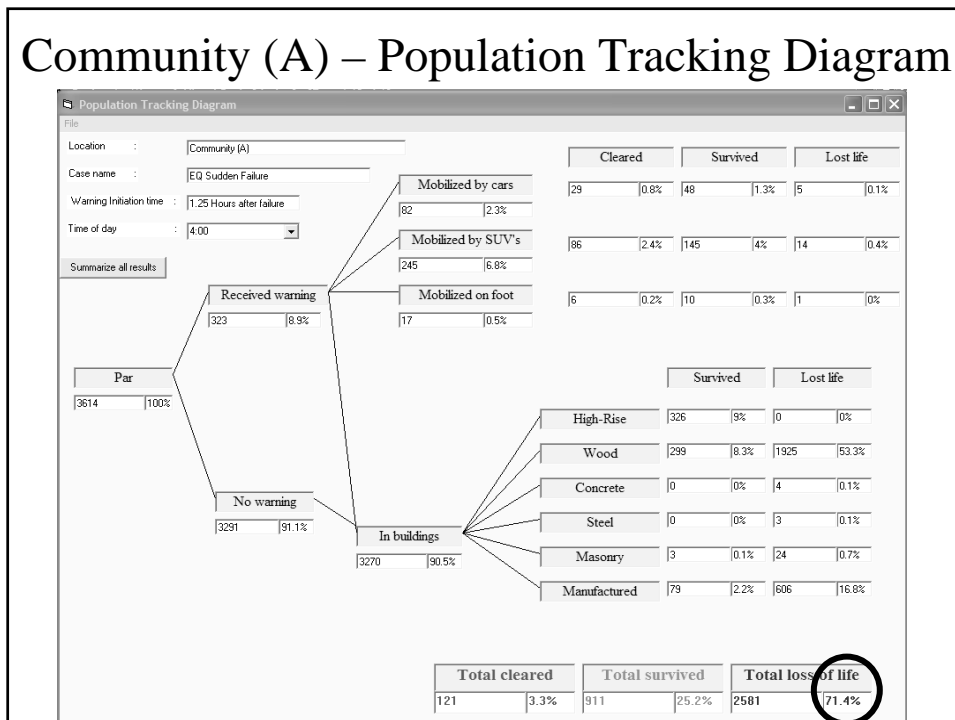 Community (A) – Population Tracking Diagram
Population Tracking Diagram
File
Location : Community (A)
Case name : EQ Sudden Failure
Warning Initiation time : 1.25 Hours after failure
Time of day : 4:00
Summarize all results
Cleared Survived Lost life
Mobilized by cars
82 2.3%
29 0.8% 48 1.3% 5 0.1%
Mobilized by SUV's
245 6.8%
86 2.4% 145 4% 14 0.4%
Received warning
323 8.9%
Mobilized on foot
17 0.5%
6 0.2% 10 0.3% 1 0%
Par
3614 100%
Survived Lost life
High-Rise 326 9% 0 0%
Wood 299 8.3% 1925 53.3%
Concrete 0 0% 4 0.1%
No warning
3291 91.1%
Steel 0 0% 3 0.1%
In buildings
3270 90.5%
Masonry 3 0.1% 24 0.7%
Manufactured 79 2.2% 606 16.8%
Total cleared Total survived Total loss of life
121 3.3% 911 25.2% 2581 71.4%